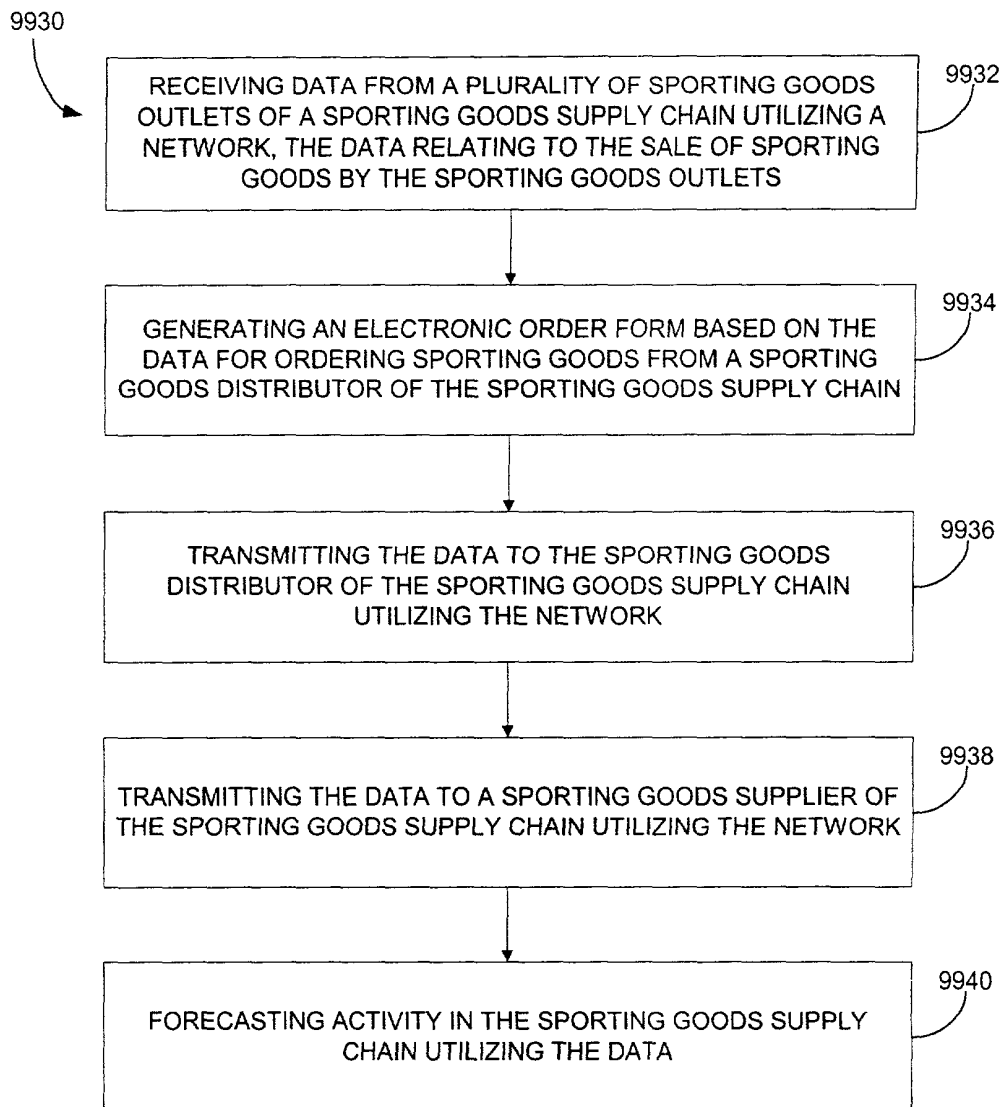 9930
RECEIVING DATA FROM A PLURALITY OF SPORTING GOODS
OUTLETS OF A SPORTING GOODS SUPPLY CHAIN UTILIZING A
NETWORK, THE DATA RELATING TO THE SALE OF SPORTING
GOODS BY THE SPORTING GOODS OUTLETS
9932
GENERATING AN ELECTRONIC ORDER FORM BASED ON THE
DATA FOR ORDERING SPORTING GOODS FROM A SPORTING
GOODS DISTRIBUTOR OF THE SPORTING GOODS SUPPLY CHAIN
9934
TRANSMITTING THE DATA TO THE SPORTING GOODS
DISTRIBUTOR OF THE SPORTING GOODS SUPPLY CHAIN
UTILIZING THE NETWORK
9936
TRANSMITTING THE DATA TO A SPORTING GOODS SUPPLIER OF
THE SPORTING GOODS SUPPLY CHAIN UTILIZING THE NETWORK
9938
FORECASTING ACTIVITY IN THE SPORTING GOODS SUPPLY
CHAIN UTILIZING THE DATA
9940